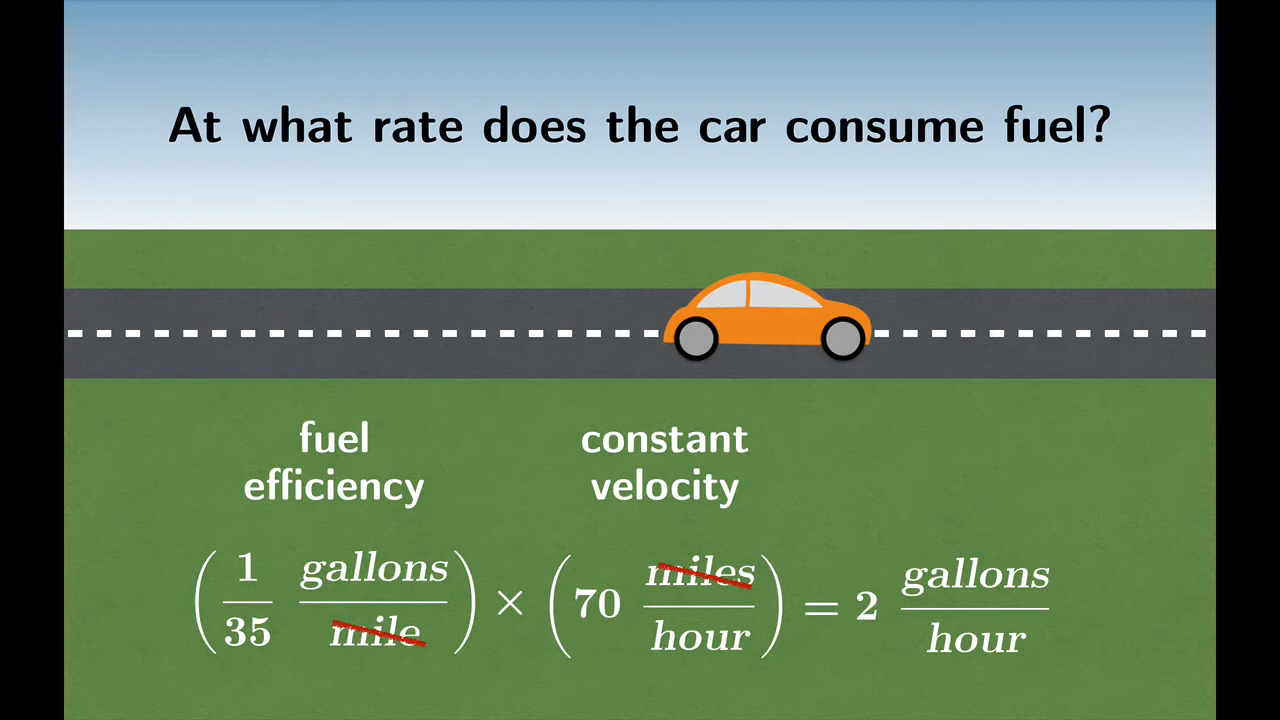 At what rate does the car consume fuel?
fuel efficiency
constant velocity
(1/35 gallons/mile) × (70 miles/hour) = 2 gallons/hour